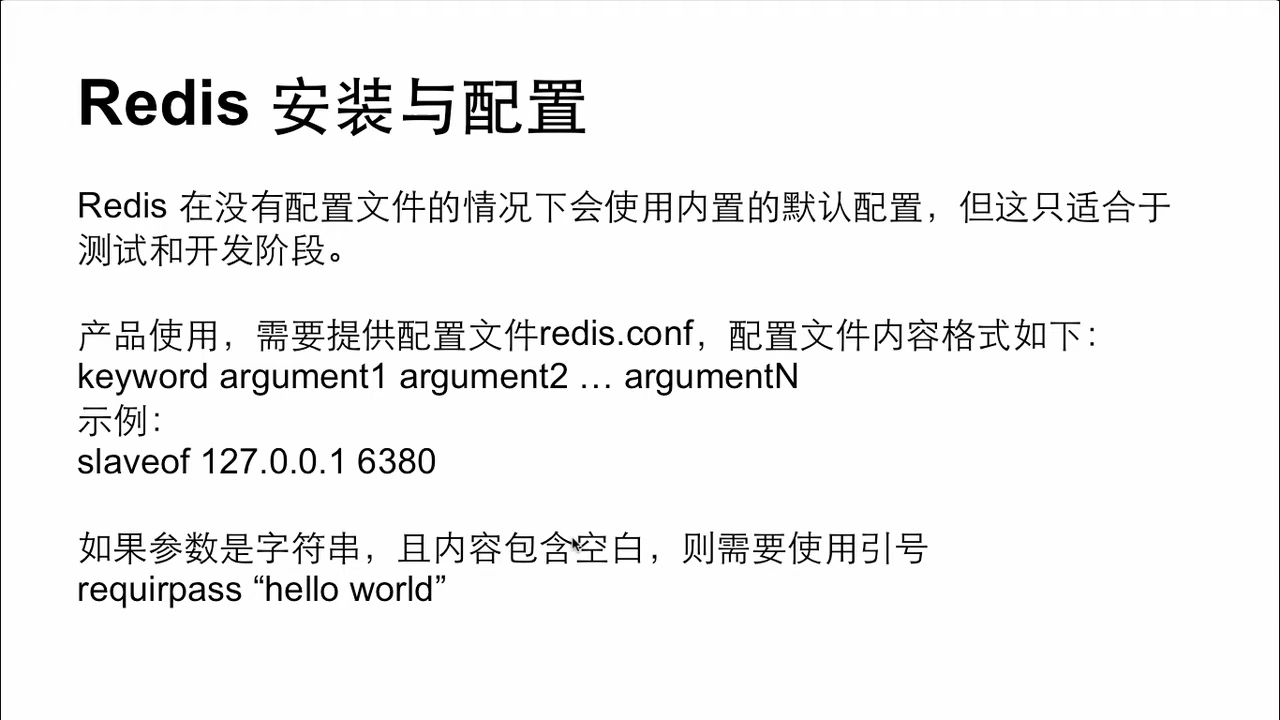 Redis 安装与配置
Redis 在没有配置文件的情况下会使用内置的默认配置，但这只适合于
测试和开发阶段。
产品使用，需要提供配置文件redis.conf，配置文件内容格式如下：
keyword argument1 argument2 … argumentN
示例：
slaveof 127.0.0.1 6380
如果参数是字符串，且内容包含空白，则需要使用引号
requirpass “hello world”